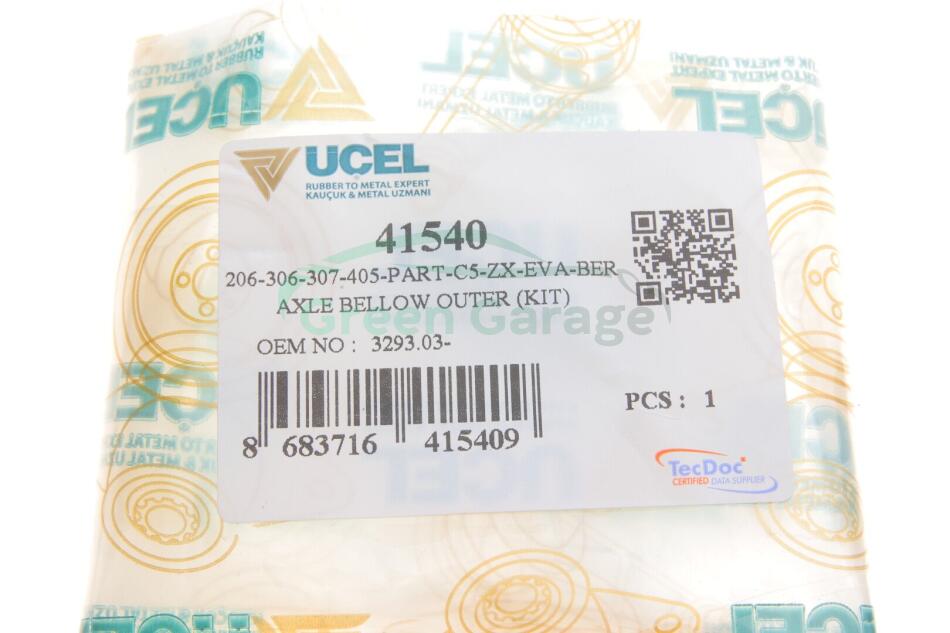 UÇEL
RUBBER TO METAL EXPERT
KAUÇUK & METAL UZMANI
41540
206-306-307-405-PART-C5-ZX-EVA-BER
AXLE BELLOW OUTER (KIT)
Green Garage
OEM NO : 3293.03-
PCS : 1
8 683716 415409
TecDoc
CERTIFIED DATA SUPPLIER